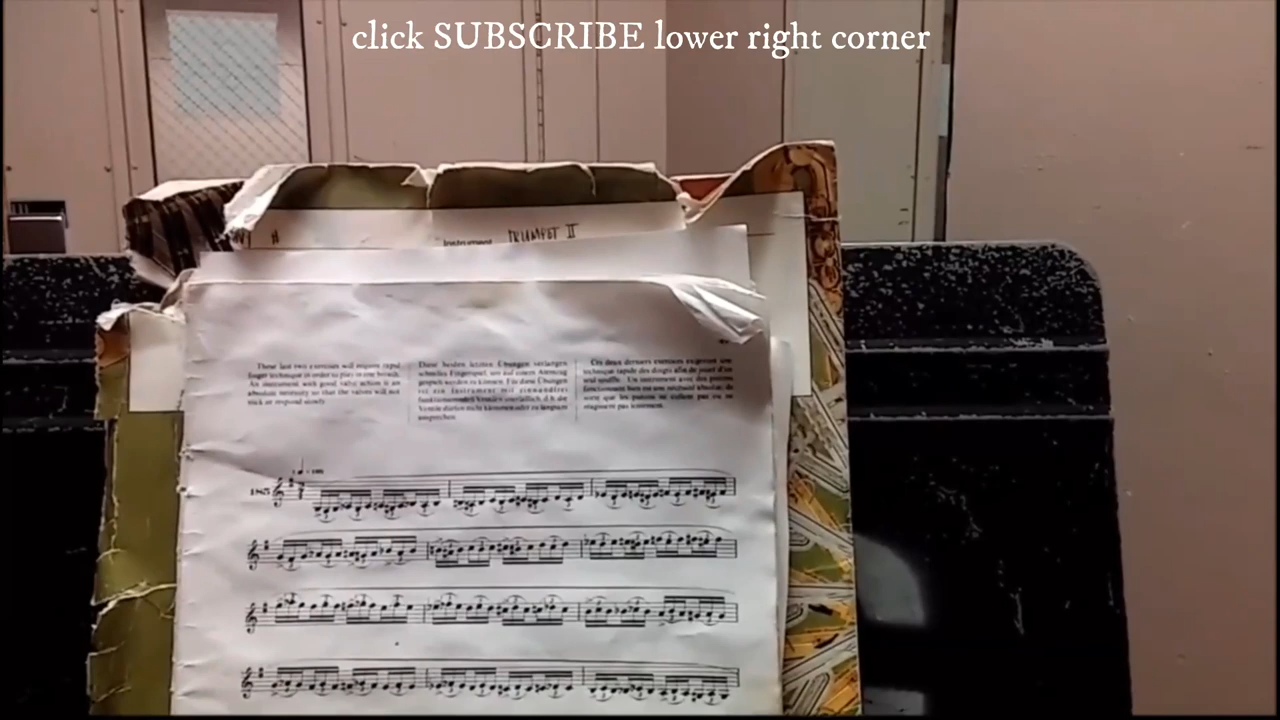 click SUBSCRIBE lower right corner
Instrument TRUMPET II
These last two exercises will require rapid
finger technique in order to play in one breath.
An instrument with good valve action is an
absolute necessity so that the valves will not
stick or respond slowly.
Diese beiden letzten Übungen verlangen
schnelles Fingerspiel, um auf einem Atemzug
gespielt werden zu können. Für diese Übungen
ist ein Instrument mit einwandfrei
funktionierenden Ventilen unerläßlich d.h. die
Ventile dürfen nicht klemmen oder zu langsam
ansprechen.
Ces deux derniers exercices exigeront une
technique rapide des doigts afin de jouer d'un
seul souffle. Un instrument avec des pistons
fonctionnant bien est une nécessité absolue; de
sorte que les pistons ne collent pas ou ne
réagissent pas lentement.